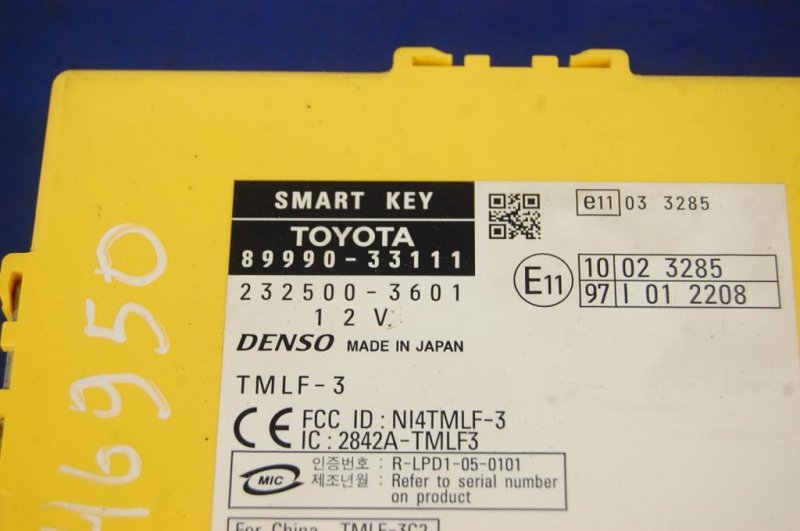 SMART KEY
TOYOTA
89990-33111
232500-3601
12V.
DENSO MADE IN JAPAN
TMLF-3
CE FCC ID : NI4TMLF-3
IC : 2842A-TMLF3
MIC 인증번호 : R-LPD1-05-0101
제조년월 : Refer to serial number
on product
For China TMLF-3C2
e11 03 3285
E11 10 02 3285
97 I 01 2208
46950